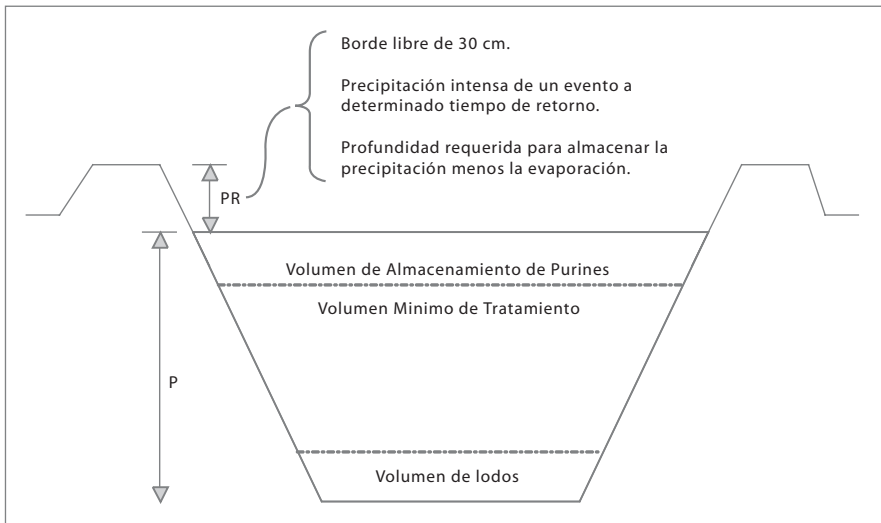 Borde libre de 30 cm.
Precipitación intensa de un evento a
determinado tiempo de retorno.
Profundidad requerida para almacenar la
precipitación menos la evaporación.
PR
Volumen de Almacenamiento de Purines
Volumen Minimo de Tratamiento
P
Volumen de lodos